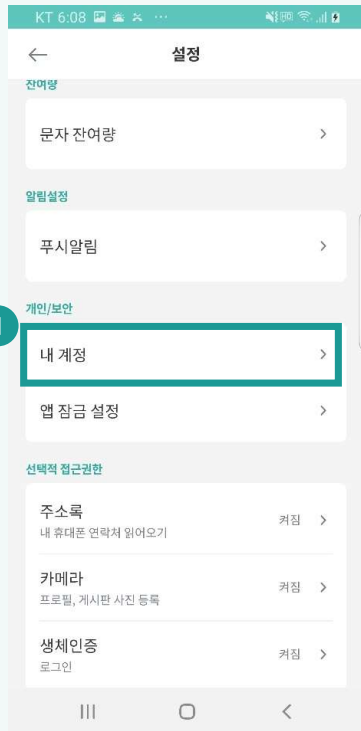 KT 6:08
설정
잔여량
문자 잔여량
알림설정
푸시알림
개인/보안
내 계정
앱 잠금 설정
선택적 접근권한
주소록
내 휴대폰 연락처 읽어오기
켜짐
카메라
프로필, 게시판 사진 등록
켜짐
생체인증
로그인
켜짐